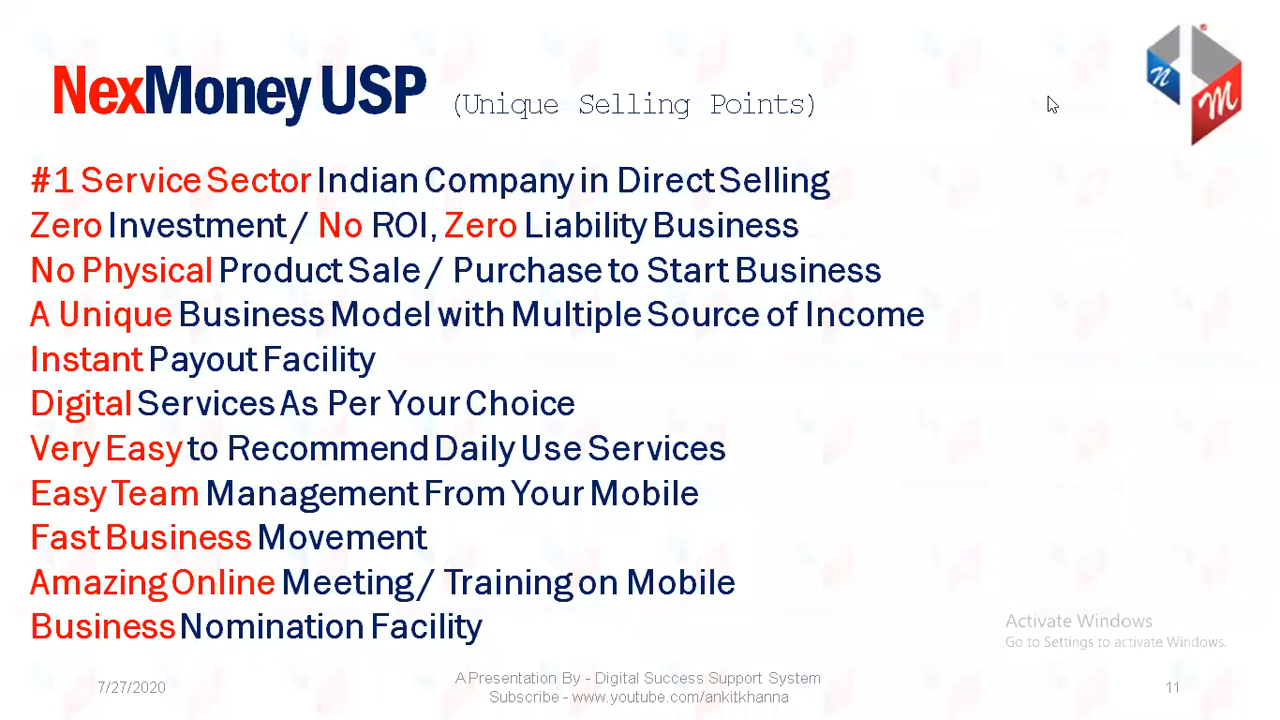 NexMoney USP (Unique Selling Points)
n m
#1 Service Sector Indian Company in Direct Selling
Zero Investment / No ROI, Zero Liability Business
No Physical Product Sale / Purchase to Start Business
A Unique Business Model with Multiple Source of Income
Instant Payout Facility
Digital Services As Per Your Choice
Very Easy to Recommend Daily Use Services
Easy Team Management From Your Mobile
Fast Business Movement
Amazing Online Meeting / Training on Mobile
Business Nomination Facility
Activate Windows
Go to Settings to activate Windows.
7/27/2020
A Presentation By - Digital Success Support System
Subscribe - www.youtube.com/ankitkhanna
11